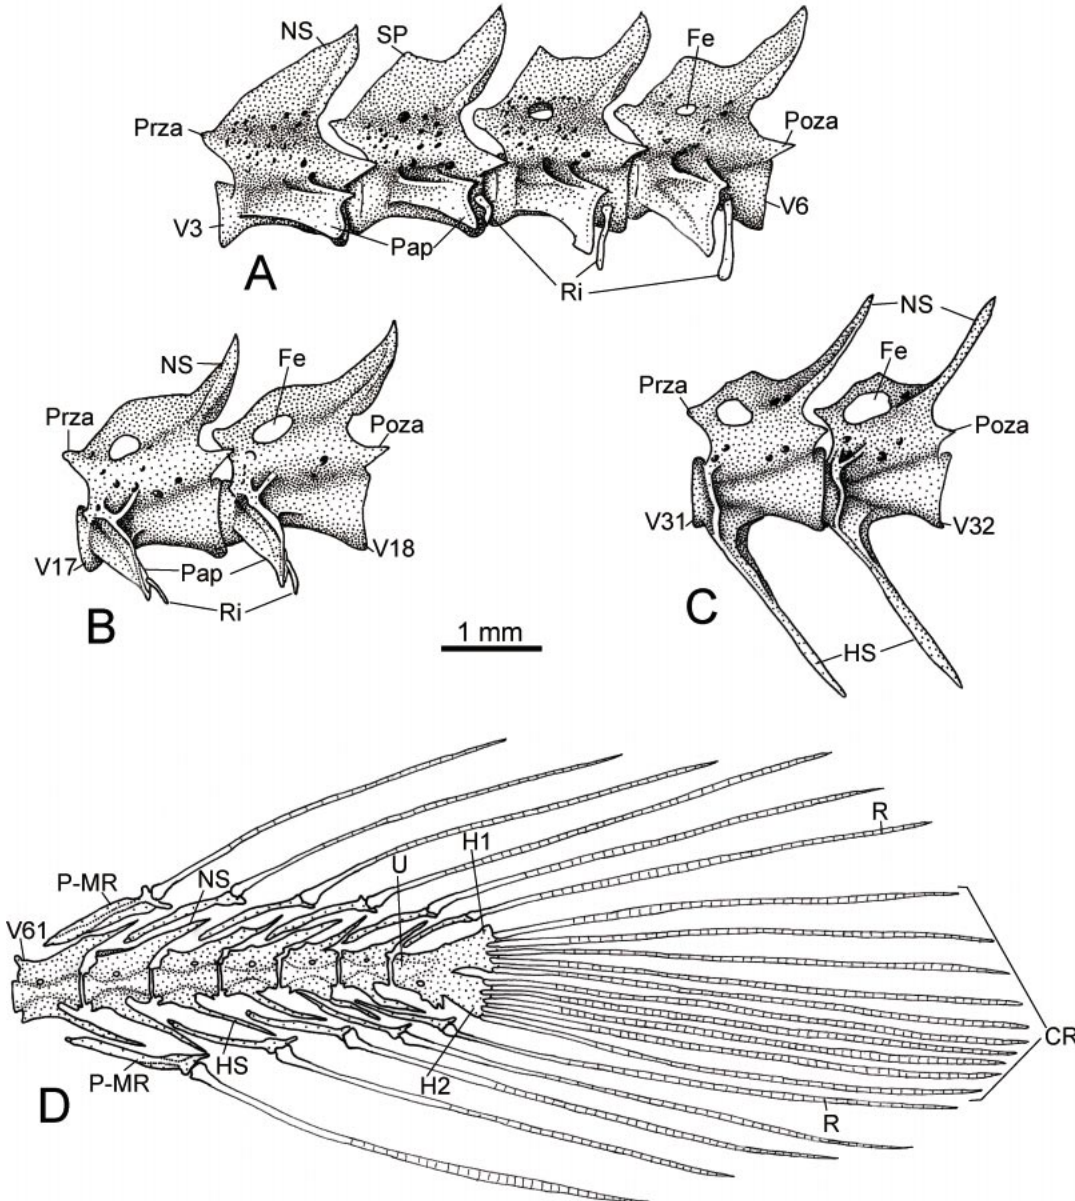 NS
SP
Fe
Prza
Poza
V3
Pap
V6
A
Ri
NS
Fe
Prza
Poza
V17
Pap
V18
Ri
B
NS
Fe
Prza
Poza
V31
V32
C
HS
1 mm
R
H1
U
P-MR
NS
V61
CR
P-MR
HS
H2
R
D